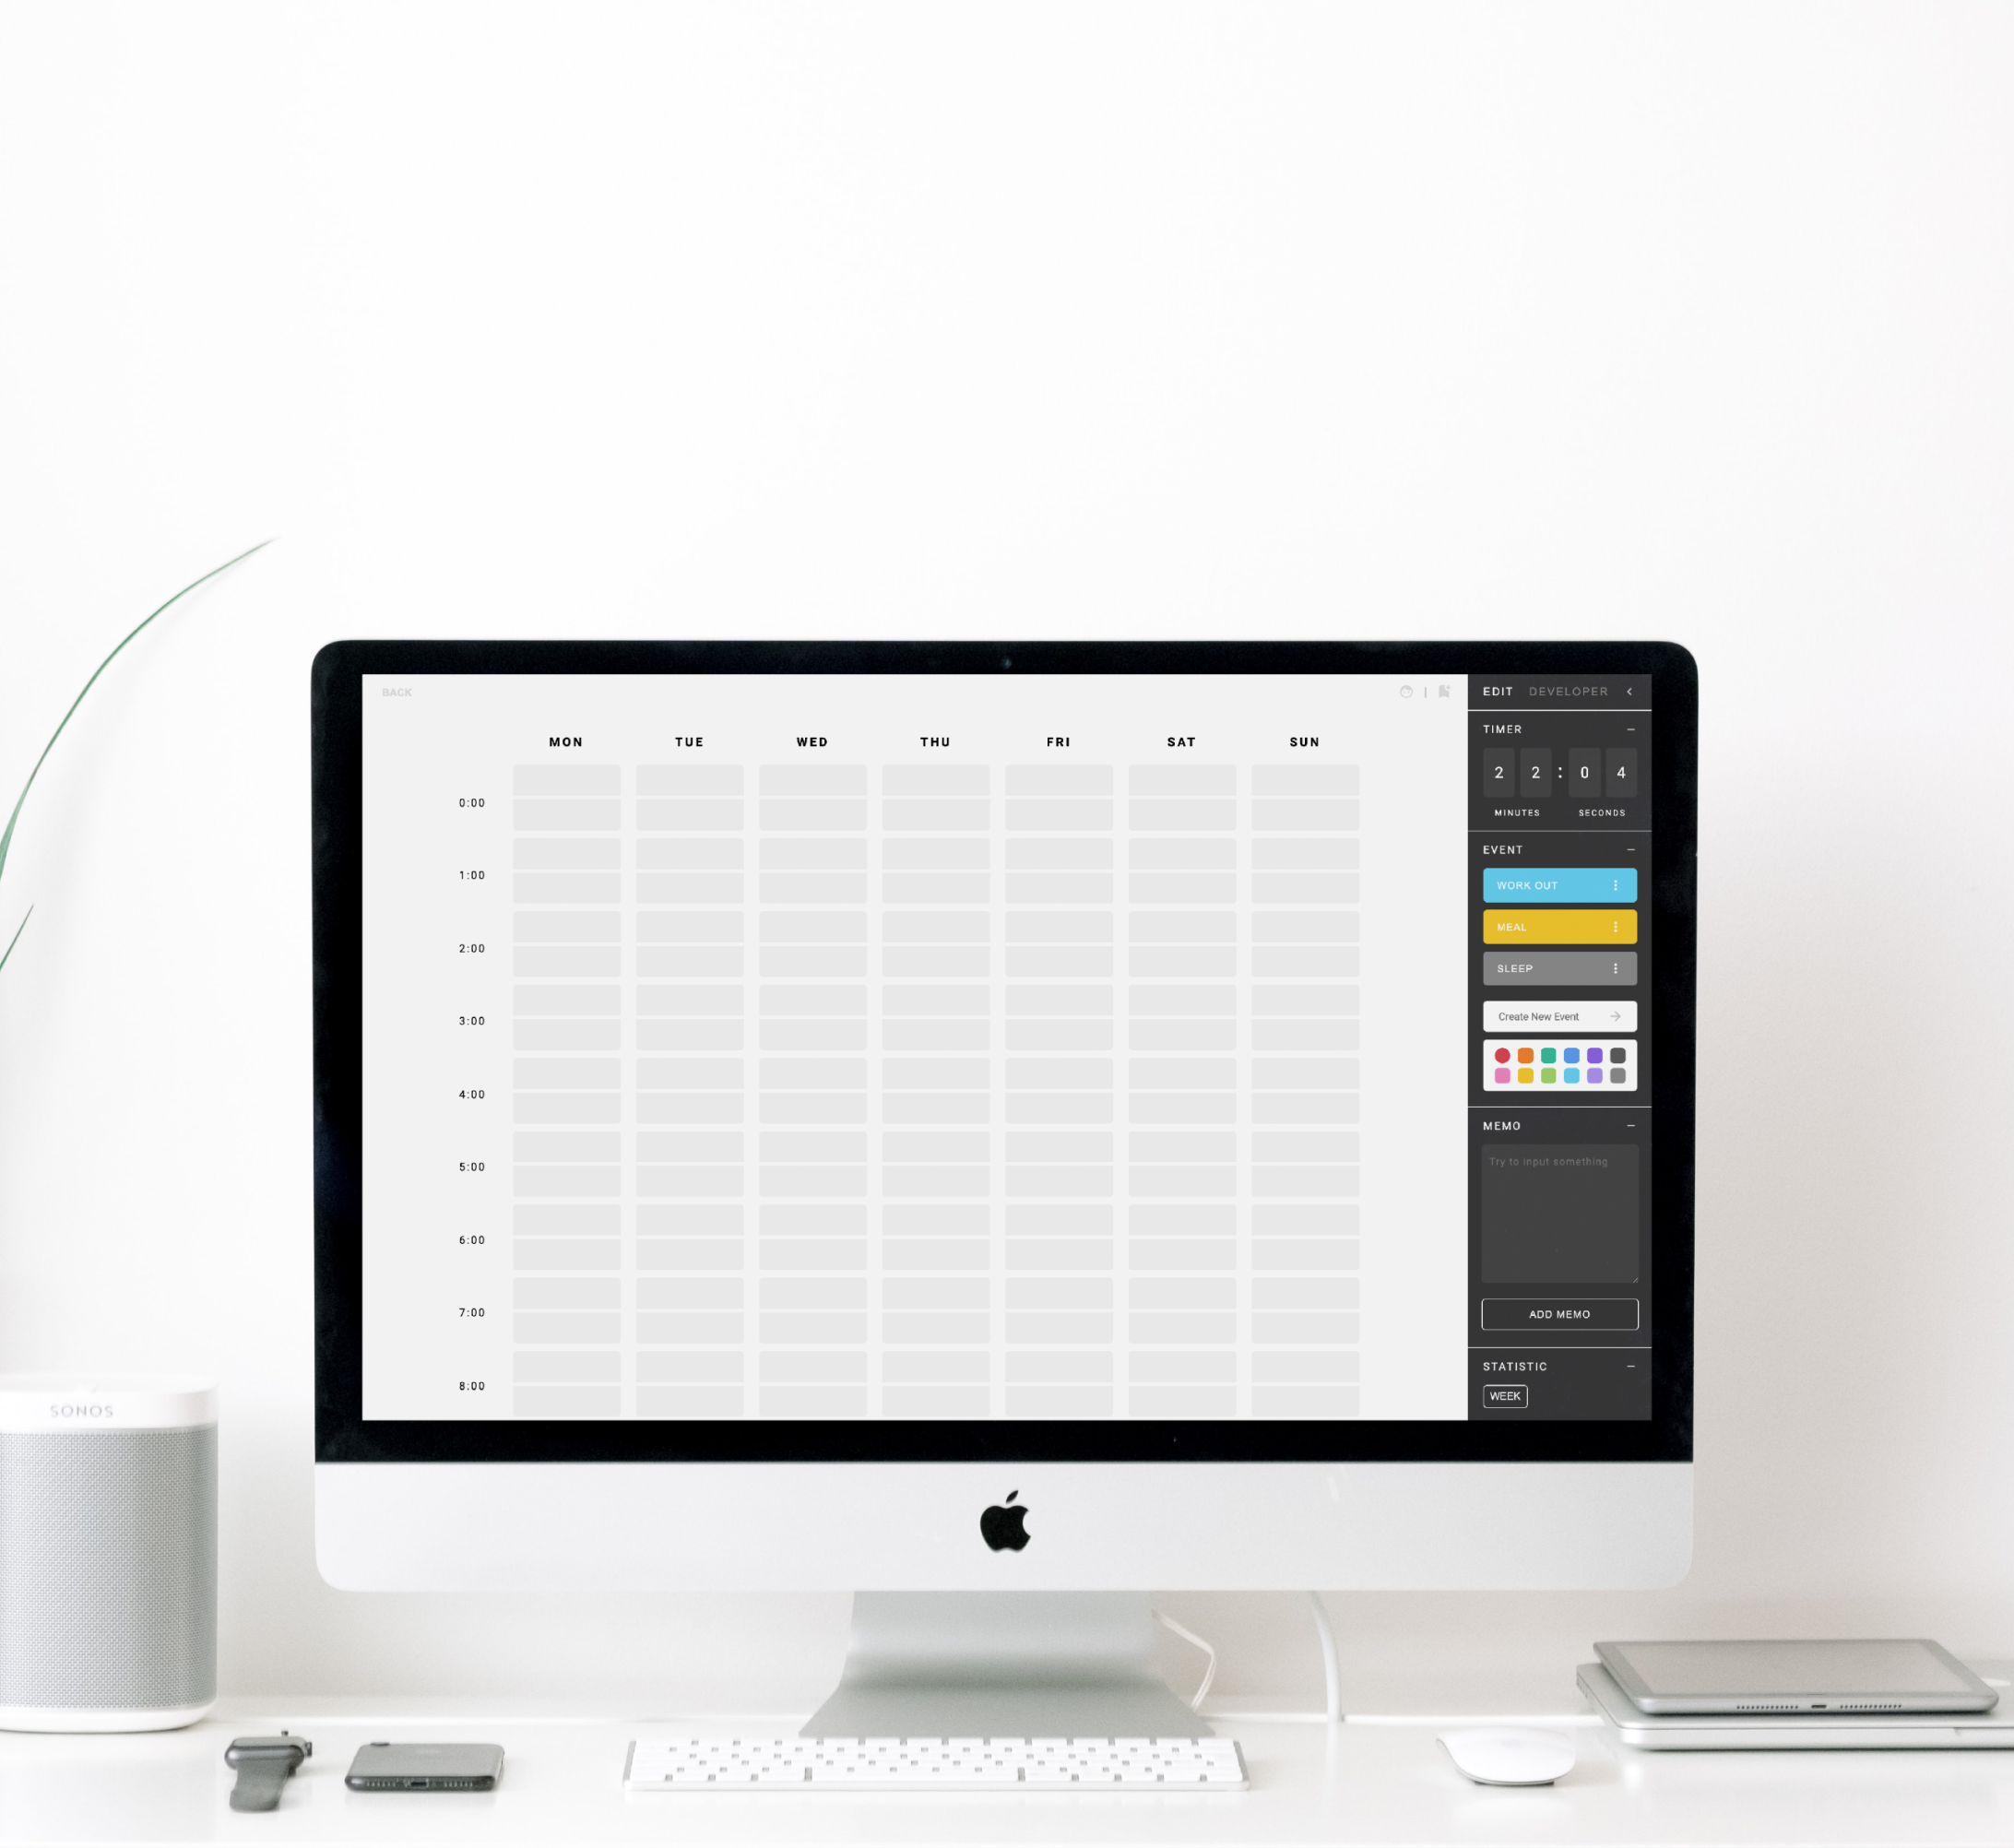 BACK
EDIT DEVELOPER <
MON TUE WED THU FRI SAT SUN
0:00
1:00
2:00
3:00
4:00
5:00
6:00
7:00
8:00
TIMER
2 2 : 0 4
MINUTES SECONDS
EVENT
WORK OUT
MEAL
SLEEP
Create New Event
MEMO
Try to input something
ADD MEMO
STATISTIC
WEEK
SONOS